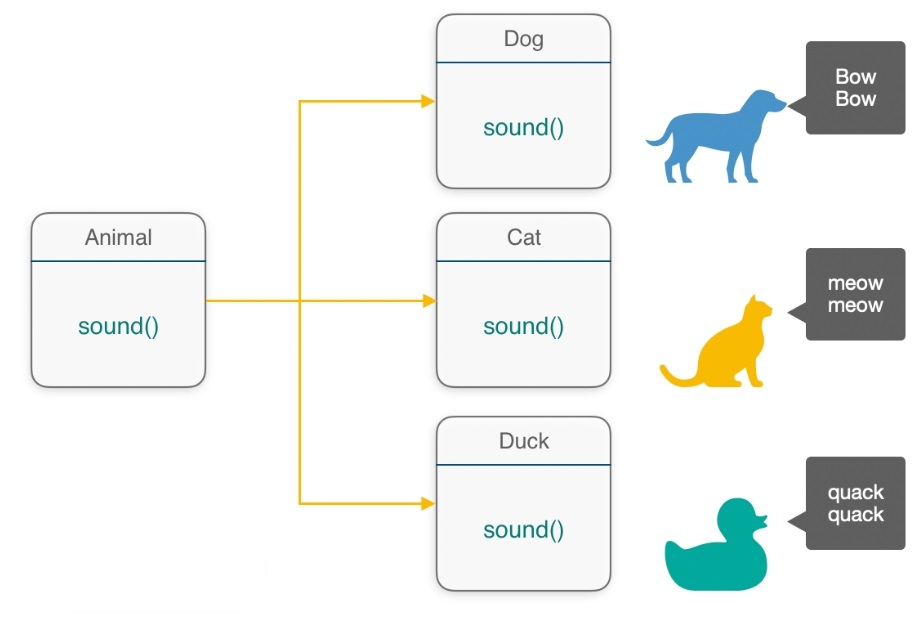 Dog
sound()
Bow
Bow
Animal
sound()
Cat
sound()
meow
meow
Duck
sound()
quack
quack